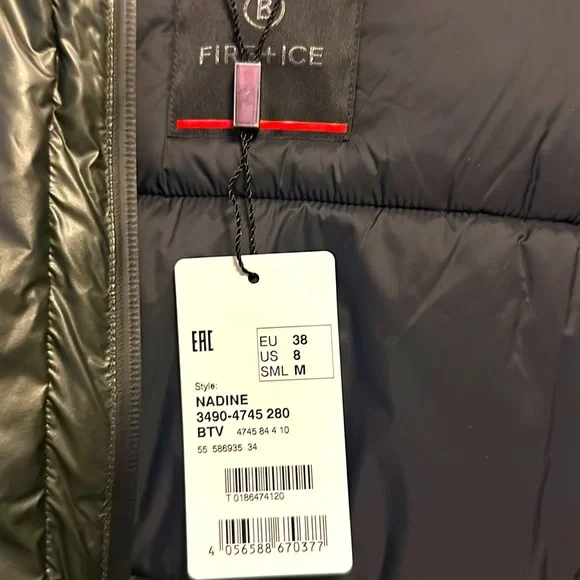 B
FIRE+ICE
EAC
EU 38
US 8
SML M
Style:
NADINE
3490-4745 280
BTV 4745 84 4 10
55 586935 34
T 0186474120
4 056588 670377